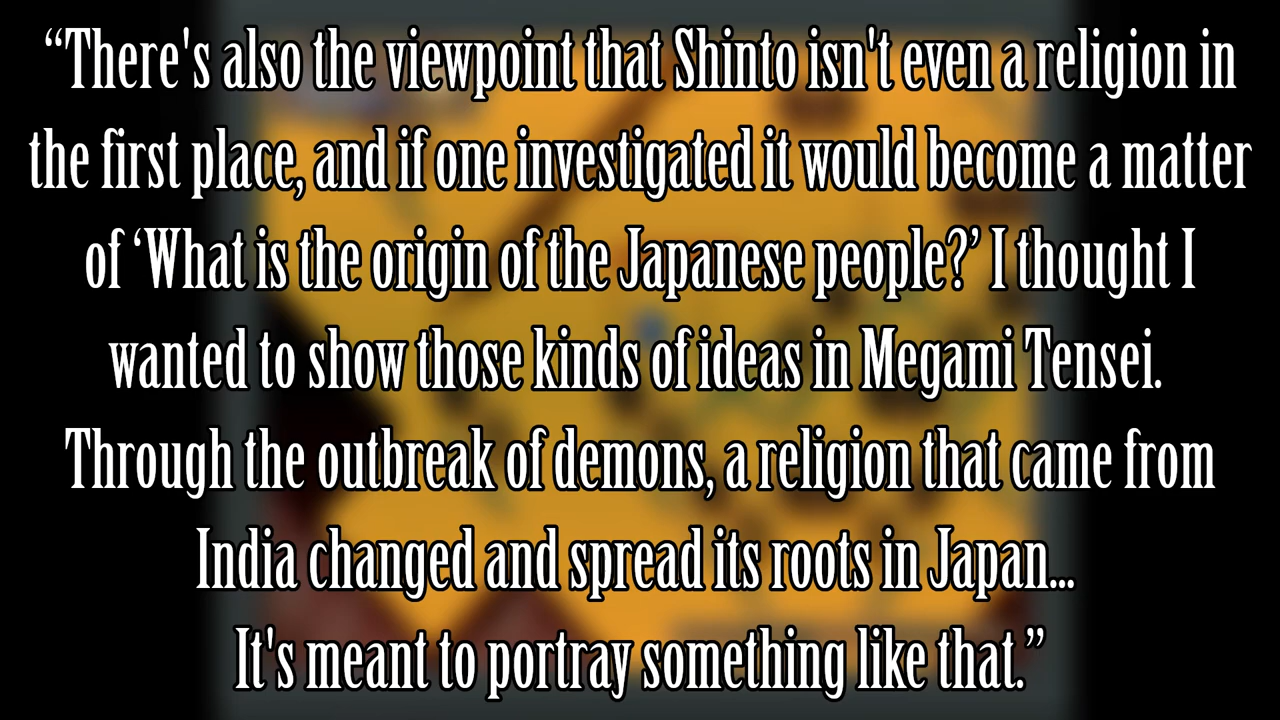 “There's also the viewpoint that Shinto isn't even a religion in
the first place, and if one investigated it would become a matter
of ‘What is the origin of the Japanese people?’ I thought I
wanted to show those kinds of ideas in Megami Tensei.
Through the outbreak of demons, a religion that came from
India changed and spread its roots in Japan...
It's meant to portray something like that.”